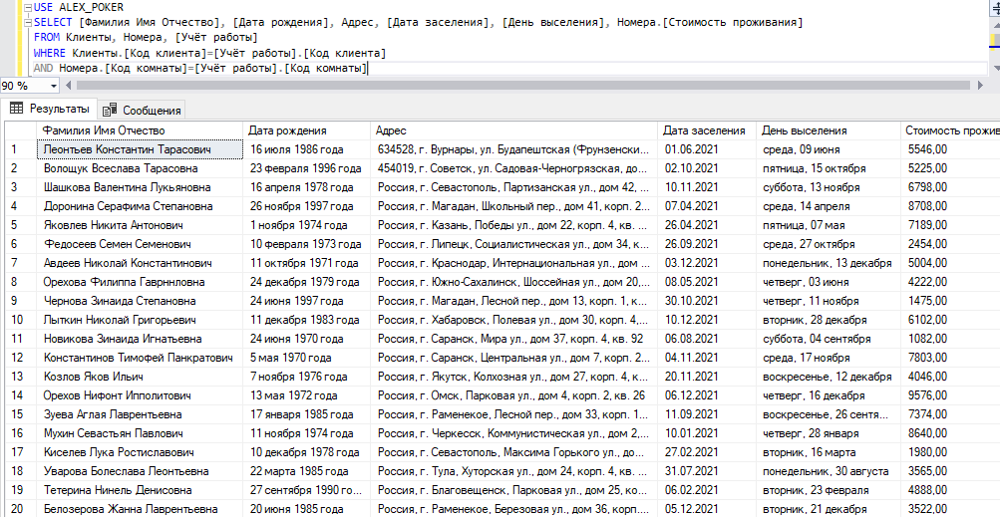 USE ALEX_POKER
SELECT [Фамилия Имя Отчество], [Дата рождения], Адрес, [Дата заселения], [День выселения], Номера.[Стоимость проживания]
FROM Клиенты, Номера, [Учёт работы]
WHERE Клиенты.[Код клиента]=[Учёт работы].[Код клиента]
AND Номера.[Код комнаты]=[Учёт работы].[Код комнаты]
90 %
Результаты Сообщения
Фамилия Имя Отчество Дата рождения Адрес Дата заселения День выселения Стоимость прожив
1 Леонтьев Константин Тарасович 16 июля 1986 года 634528, г. Вурнары, ул. Будапештская (Фрунзенски... 01.06.2021 среда, 09 июня 5546,00
2 Волощук Всеслава Тарасовна 23 февраля 1996 года 454019, г. Советск, ул. Садовая-Черногрязская, до... 02.10.2021 пятница, 15 октября 5225,00
3 Шашкова Валентина Лукьяновна 16 апреля 1978 года Россия, г. Севастополь, Партизанская ул., дом 42, ... 10.11.2021 суббота, 13 ноября 6798,00
4 Доронина Серафима Степановна 26 ноября 1997 года Россия, г. Магадан, Школьный пер., дом 41, корп. 2... 07.04.2021 среда, 14 апреля 8708,00
5 Яковлев Никита Антонович 1 ноября 1974 года Россия, г. Казань, Победы ул., дом 22, корп. 4, кв. ... 26.04.2021 пятница, 07 мая 7189,00
6 Федосеев Семен Семенович 10 февраля 1973 года Россия, г. Липецк, Социалистическая ул., дом 34, к... 26.09.2021 среда, 27 октября 2454,00
7 Авдеев Николай Константинович 11 октября 1971 года Россия, г. Краснодар, Интернациональная ул., дом ... 03.12.2021 понедельник, 13 декабря 5004,00
8 Орехова Филиппа Гаврннловна 24 декабря 1979 года Россия, г. Южно-Сахалинск, Шоссейная ул., дом 20,... 08.05.2021 четверг, 03 июня 4222,00
9 Чернова Зинаида Степановна 24 июня 1997 года Россия, г. Магадан, Лесной пер., дом 13, корп. 1, к... 30.10.2021 четверг, 11 ноября 1475,00
10 Лыткин Николай Григорьевич 11 декабря 1983 года Россия, г. Хабаровск, Полевая ул., дом 30, корп. 4,... 10.12.2021 вторник, 28 декабря 6102,00
11 Новикова Зинаида Игнатьевна 24 июня 1970 года Россия, г. Саранск, Мира ул., дом 37, корп. 4, кв. 92 06.08.2021 суббота, 04 сентября 1082,00
12 Константинов Тимофей Панкратович 5 мая 1970 года Россия, г. Саранск, Центральная ул., дом 7, корп. 2... 04.11.2021 среда, 17 ноября 7803,00
13 Козлов Яков Ильич 7 ноября 1976 года Россия, г. Якутск, Колхозная ул., дом 27, корп. 4, к... 20.11.2021 воскресенье, 12 декабря 4046,00
14 Орехов Нифонт Ипполитович 13 мая 1972 года Россия, г. Омск, Парковая ул., дом 4, корп. 2, кв. 26 06.12.2021 четверг, 16 декабря 9576,00
15 Зуева Аглая Лаврентьевна 17 января 1985 года Россия, г. Раменское, Лесной пер., дом 33, корп. 1... 11.09.2021 воскресенье, 26 сентя... 7374,00
16 Мухин Севастьян Павлович 11 ноября 1974 года Россия, г. Черкесск, Коммунистическая ул., дом 2,... 10.01.2021 четверг, 28 января 8640,00
17 Киселев Лука Ростиславович 10 декабря 1978 года Россия, г. Севастополь, Максима Горького ул., до... 27.02.2021 вторник, 16 марта 1980,00
18 Уварова Болеслава Леонтьевна 22 марта 1985 года Россия, г. Тула, Хуторская ул., дом 24, корп. 4, кв. ... 31.07.2021 понедельник, 30 августа 3565,00
19 Тетерина Нинель Денисовна 27 сентября 1990 го... Россия, г. Благовещенск, Парковая ул., дом 25, ко... 06.02.2021 вторник, 23 февраля 4888,00
20 Белозерова Жанна Лаврентьевна 20 июня 1985 года Россия, г. Раменское, Березовая ул., дом 36, корп.... 05.12.2021 вторник, 21 декабря 3522,00